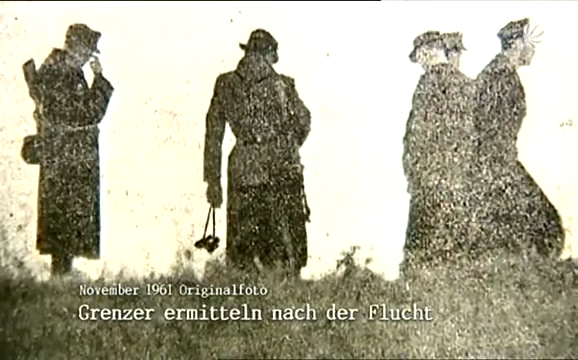 November 1961 Originalfoto
Grenzer ermitteln nach der Flucht